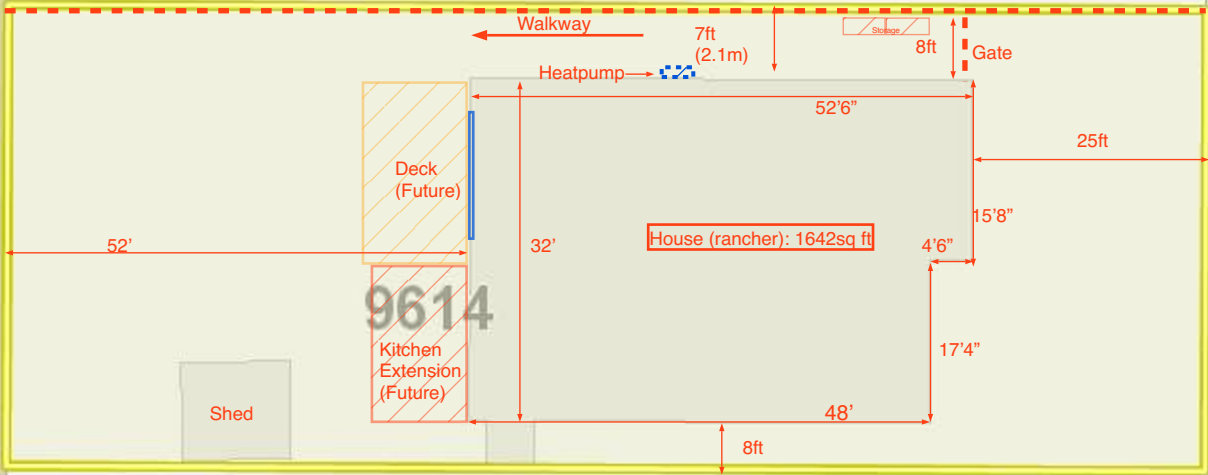 Walkway
7ft
(2.1m)
Storage
8ft
Gate
Heatpump
52’6”
25ft
Deck
(Future)
15’8”
House (rancher): 1642sq ft
52’
32’
4’6”
9614
Kitchen
Extension
(Future)
17’4”
Shed
48’
8ft